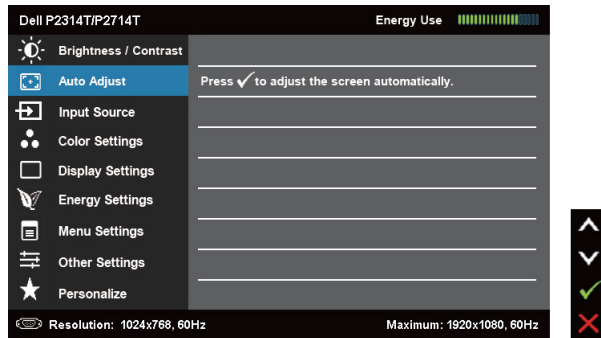 Dell P2314T/P2714T Energy Use
Brightness / Contrast
Auto Adjust Press ✓ to adjust the screen automatically.
Input Source
Color Settings
Display Settings
Energy Settings
Menu Settings
Other Settings
Personalize
Resolution: 1024x768, 60Hz Maximum: 1920x1080, 60Hz